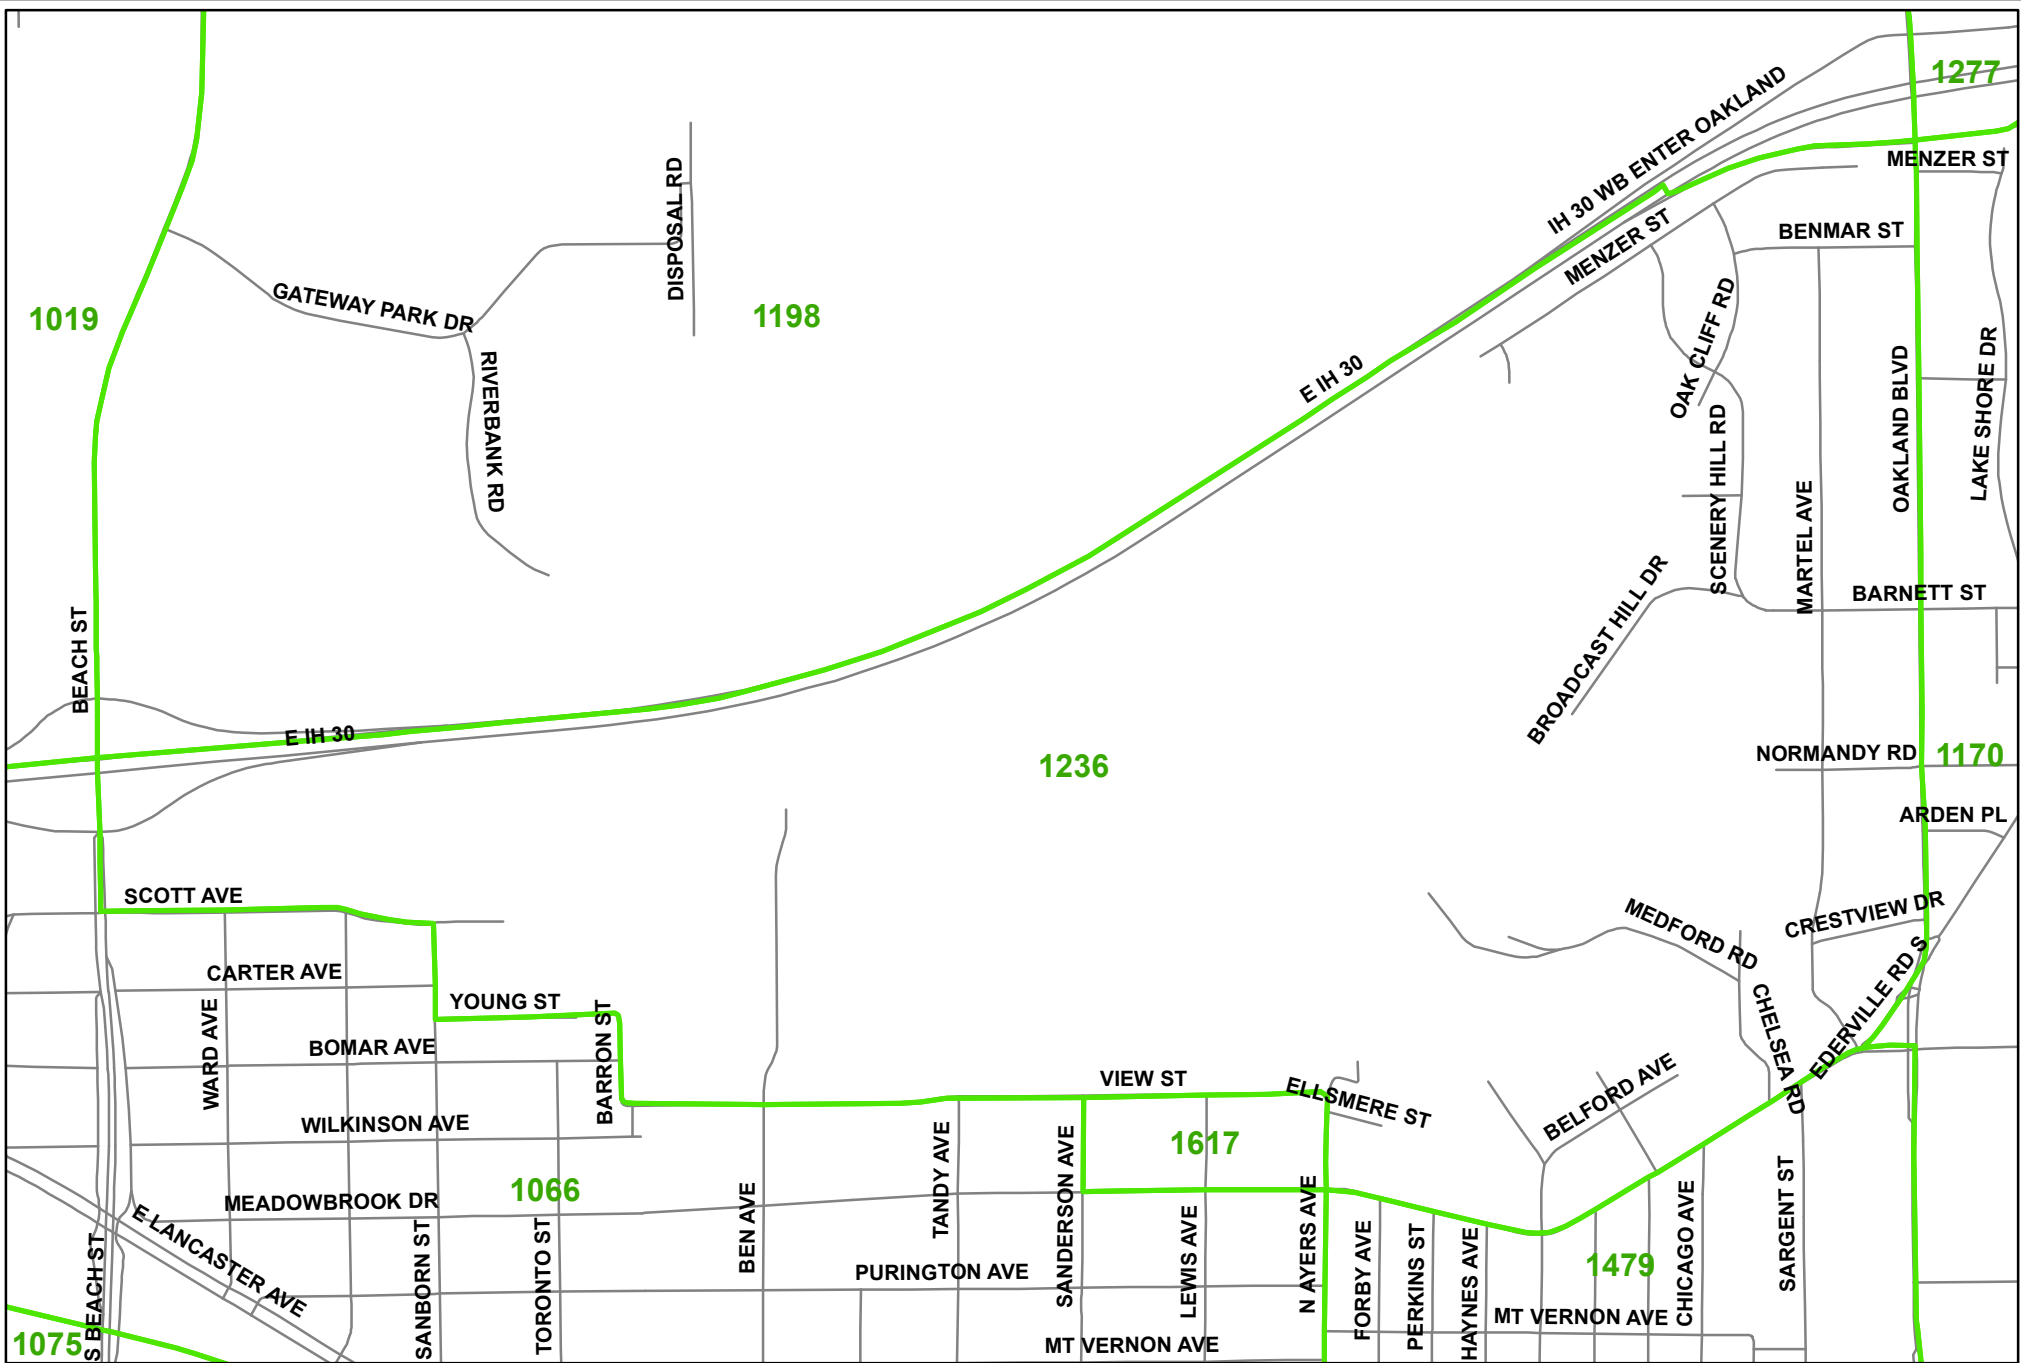 1277
IH 30 WB ENTER OAKLAND
MENZER ST
DISPOSAL RD
MENZER ST
BENMAR ST
GATEWAY PARK DR
1019
1198
OAK CLIFF RD
E IH 30
RIVERBANK RD
SCENERY HILL RD
OAKLAND BLVD
LAKE SHORE DR
MARTEL AVE
BARNETT ST
BROADCAST HILL DR
BEACH ST
E IH 30
1236
NORMANDY RD
1170
ARDEN PL
SCOTT AVE
MEDFORD RD
CRESTVIEW DR
CARTER AVE
YOUNG ST
WARD AVE
BOMAR AVE
BARRON ST
CHELSEA RD
EDERVILLE RD S
VIEW ST
ELLSMERE ST
BELFORD AVE
WILKINSON AVE
1617
1066
MEADOWBROOK DR
TANDY AVE
SANDERSON AVE
SARGENT ST
E LANCASTER AVE
BEN AVE
LEWIS AVE
N AYERS AVE
CHICAGO AVE
S BEACH ST
SANBORN ST
TORONTO ST
PURINGTON AVE
FORBY AVE
PERKINS ST
HAYNES AVE
1479
MT VERNON AVE
1075
MT VERNON AVE